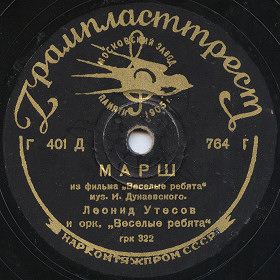 Грампласттрест
МОСКОВСКИЙ ЗАВОД
ПАМЯТИ 1905 Г
Г 401 Д 764 Г
МАРШ
из фильма „Веселые ребята"
муз. И. Дунаевского.
Леонид Утесов
и орк. „Веселые ребята"
грк 322
НАРКОМТЯЖПРОМ СССР